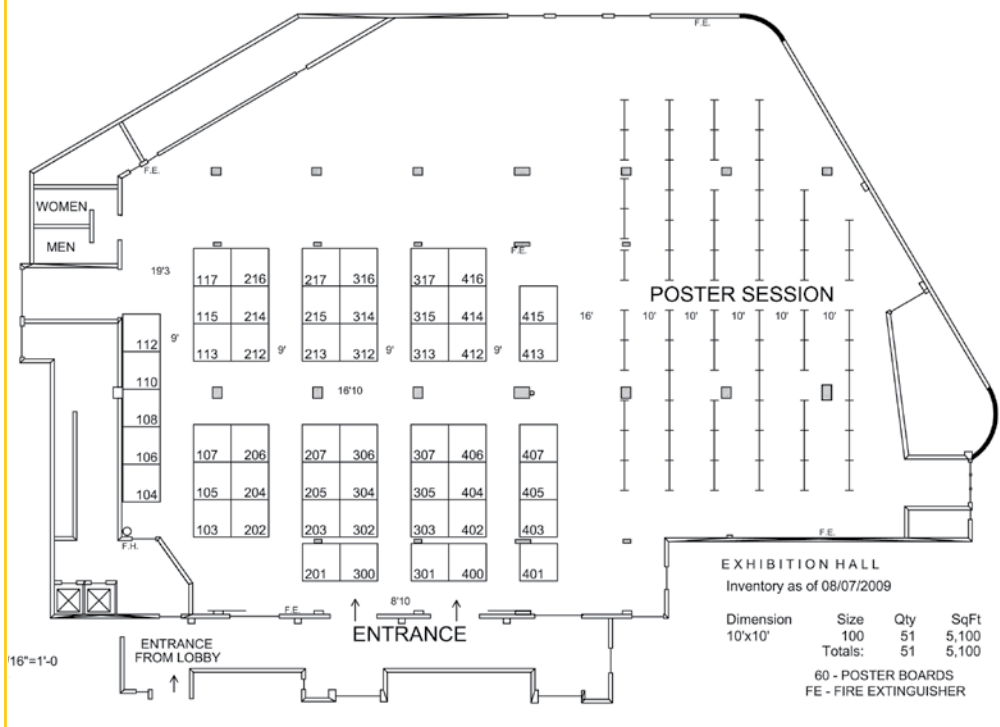 F.E.
F.E.
WOMEN
MEN
F.E.
19'3
117 216 217 316 317 416
POSTER SESSION
115 214 215 314 315 414 415
16' 10' 10' 10' 10' 10'
112 9' 113 212 9' 213 312 9' 313 412 9' 413
110
16'10
108
106 107 206 207 306 307 406 407
104 105 204 205 304 305 404 405
103 202 203 302 303 402 403
F.H.
F.E.
201 300 301 400 401
EXHIBITION HALL
Inventory as of 08/07/2009
8'10
F.E.
Dimension Size Qty SqFt
10'x10' 100 51 5,100
Totals: 51 5,100
ENTRANCE
ENTRANCE
FROM LOBBY
/16"=1'-0
60 - POSTER BOARDS
FE - FIRE EXTINGUISHER